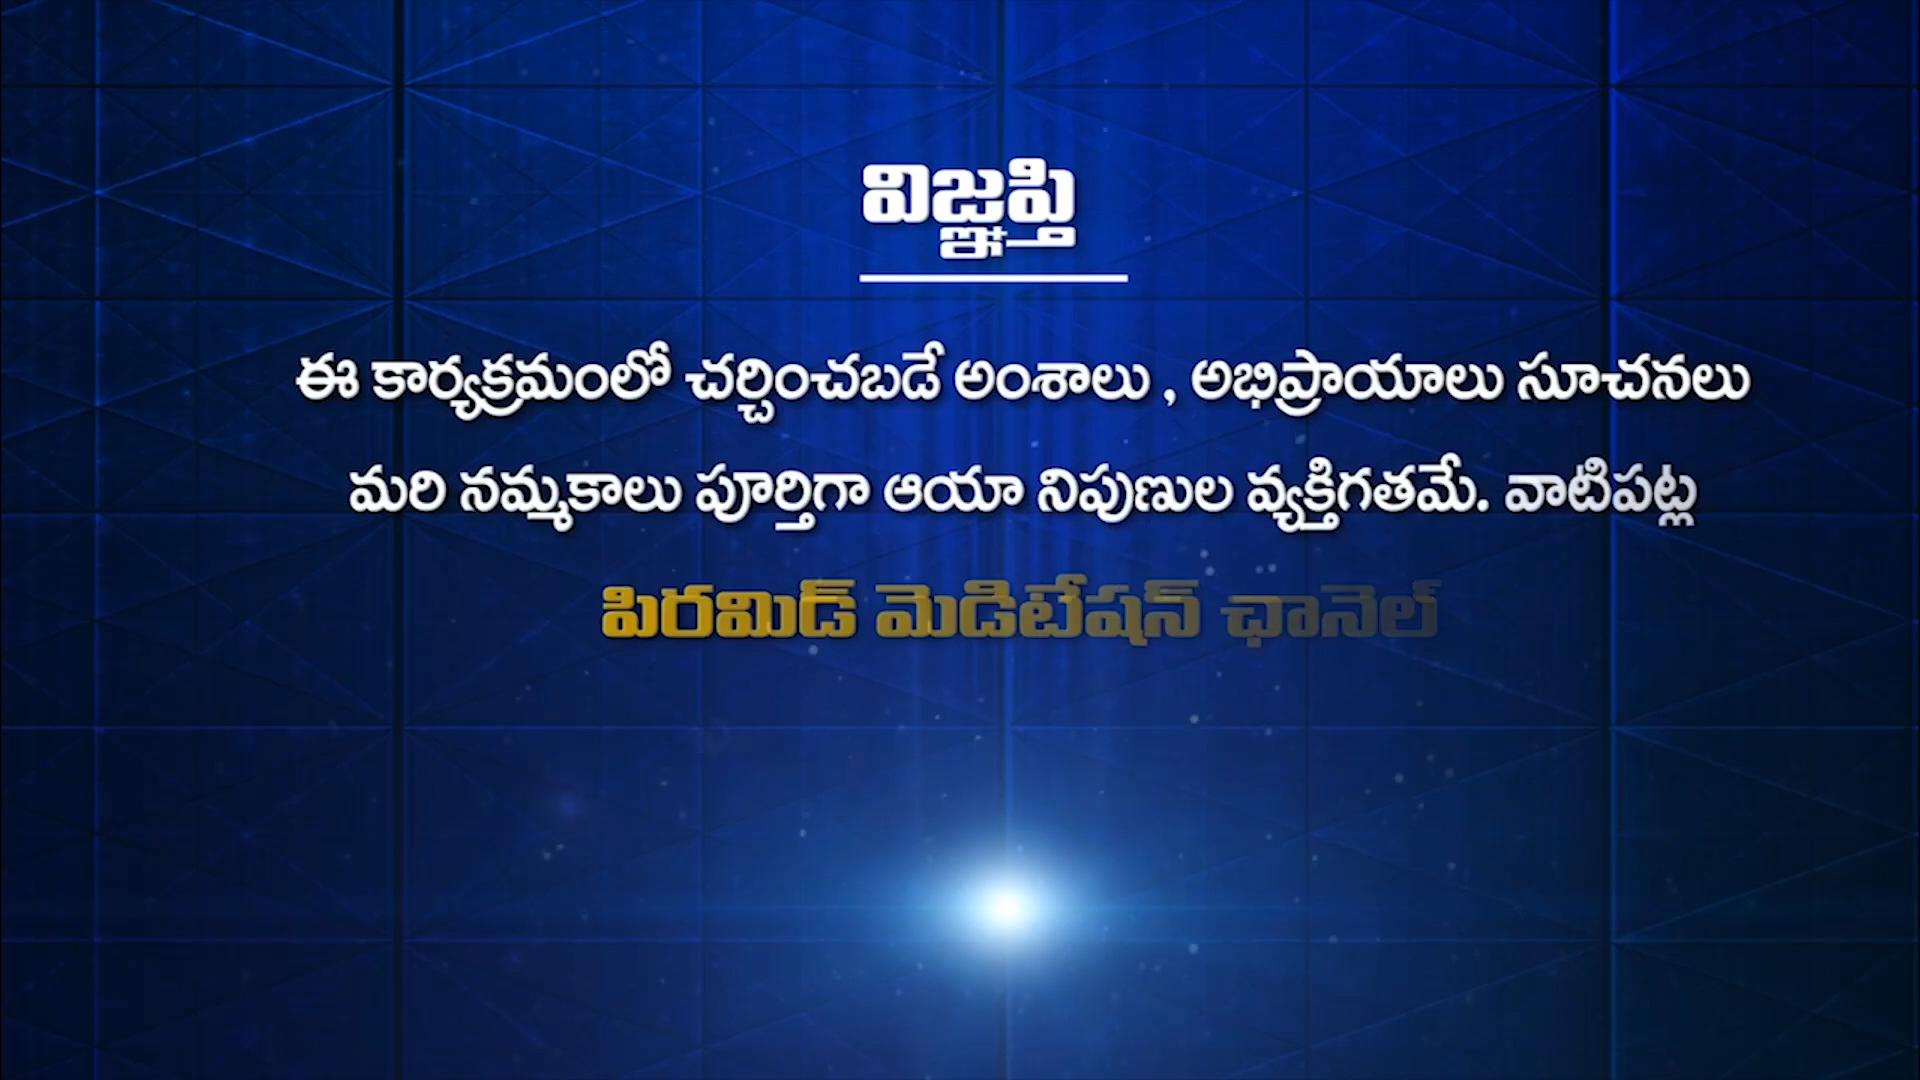 విజ్ఞప్తి
ఈ కార్యక్రమంలో చర్చించబడే అంశాలు , అభిప్రాయాలు సూచనలు
మరి నమ్మకాలు పూర్తిగా ఆయా నిపుణుల వ్యక్తిగతమే. వాటిపట్ల
పిరమిడ్ మెడిటేషన్ ఛానెల్